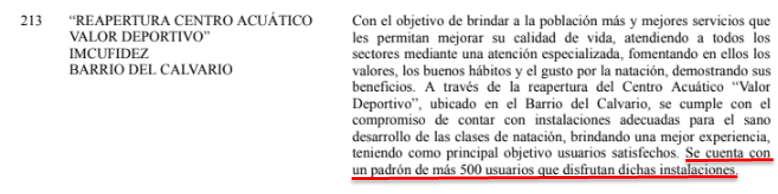 213 "REAPERTURA CENTRO ACUÁTICO
VALOR DEPORTIVO"
IMCUFIDEZ
BARRIO DEL CALVARIO
Con el objetivo de brindar a la población más y mejores servicios que
les permitan mejorar su calidad de vida, atendiendo a todos los
sectores mediante una atención especializada, fomentando en ellos los
valores, los buenos hábitos y el gusto por la natación, demostrando sus
beneficios. A través de la reapertura del Centro Acuático "Valor
Deportivo", ubicado en el Barrio del Calvario, se cumple con el
compromiso de contar con instalaciones adecuadas para el sano
desarrollo de las clases de natación, brindando una mejor experiencia,
teniendo como principal objetivo usuarios satisfechos. Se cuenta con
un padrón de más 500 usuarios que disfrutan dichas instalaciones.